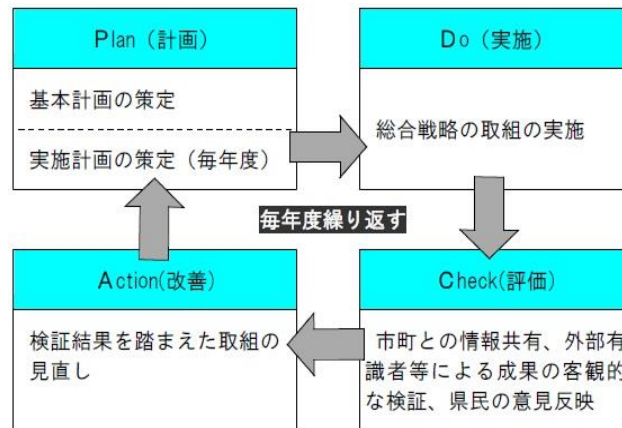 Plan（計画）
基本計画の策定
実施計画の策定（毎年度）
Do（実施）
総合戦略の取組の実施
毎年度繰り返す
Action(改善)
検証結果を踏まえた取組の
見直し
Check(評価)
市町との情報共有、外部有
識者等による成果の客観的
な検証、県民の意見反映